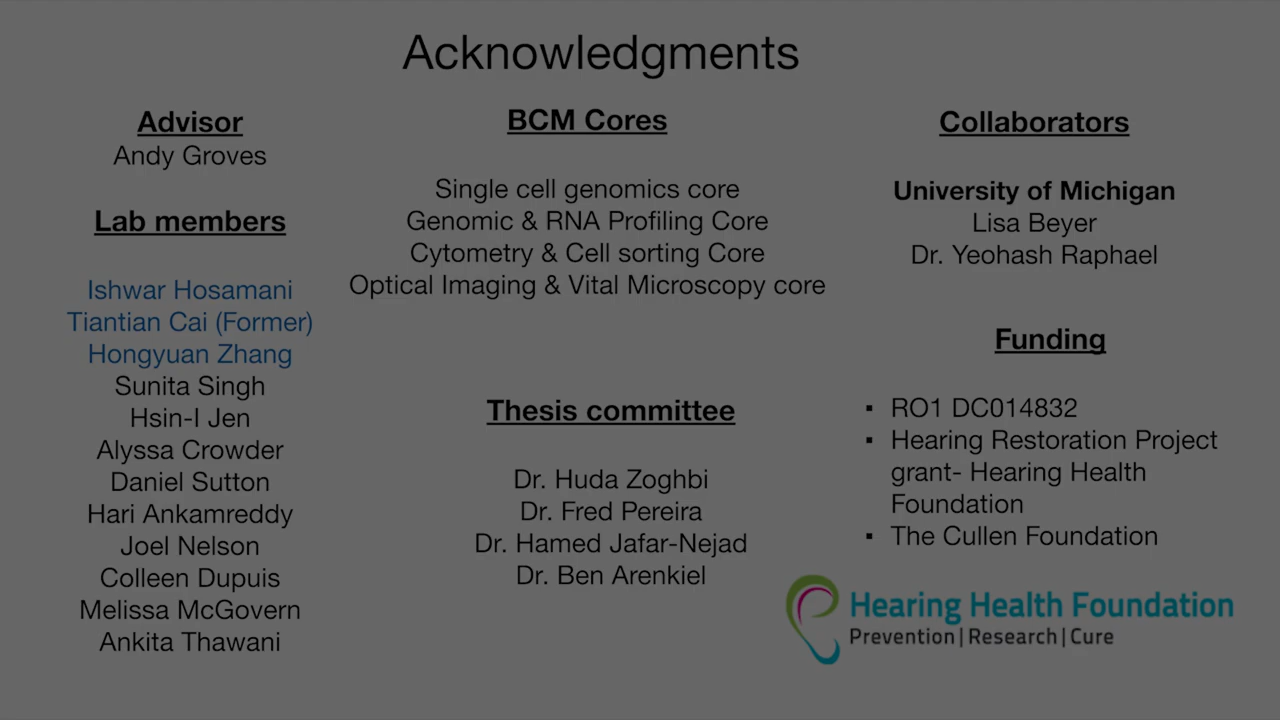 Acknowledgments
Advisor
Andy Groves
Lab members
Ishwar Hosamani
Tiantian Cai (Former)
Hongyuan Zhang
Sunita Singh
Hsin-I Jen
Alyssa Crowder
Daniel Sutton
Hari Ankamreddy
Joel Nelson
Colleen Dupuis
Melissa McGovern
Ankita Thawani
BCM Cores
Single cell genomics core
Genomic & RNA Profiling Core
Cytometry & Cell sorting Core
Optical Imaging & Vital Microscopy core
Thesis committee
Dr. Huda Zoghbi
Dr. Fred Pereira
Dr. Hamed Jafar-Nejad
Dr. Ben Arenkiel
Collaborators
University of Michigan
Lisa Beyer
Dr. Yeohash Raphael
Funding
▪ RO1 DC014832
▪ Hearing Restoration Project
grant- Hearing Health
Foundation
▪ The Cullen Foundation
Hearing Health Foundation
Prevention|Research|Cure